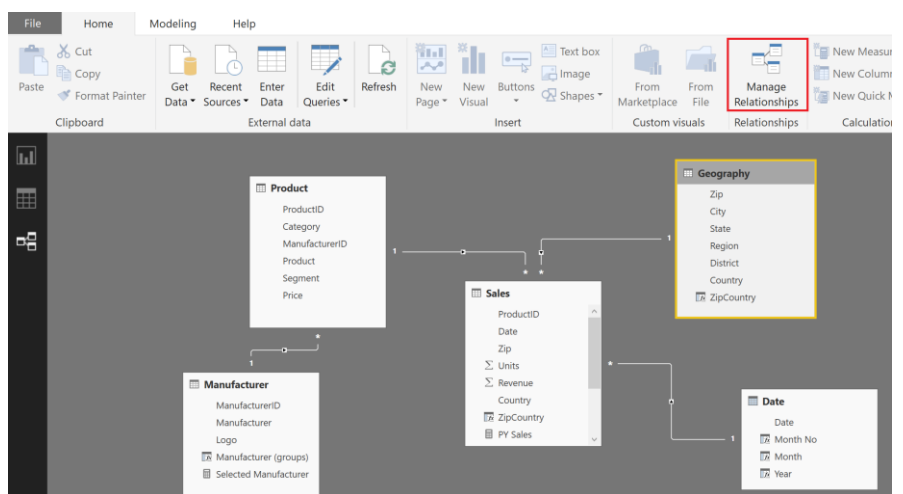 File Home Modeling Help
Paste
Cut
Copy
Format Painter
Clipboard
Get Data
Recent Sources
Enter Data
Edit Queries
Refresh
External data
New Page
New Visual
Buttons
Text box
Image
Shapes
Insert
From Marketplace
From File
Custom visuals
Manage Relationships
Relationships
New Measur
New Column
New Quick M
Calculation
Product
ProductID
Category
ManufacturerID
Product
Segment
Price
1
*
*
*
1
Geography
Zip
City
State
Region
District
Country
ZipCountry
Sales
ProductID
Date
Zip
Σ Units
Σ Revenue
Country
ZipCountry
PY Sales
*
1
Manufacturer
ManufacturerID
Manufacturer
Logo
Manufacturer (groups)
Selected Manufacturer
*
1
Date
Date
Month No
Month
Year